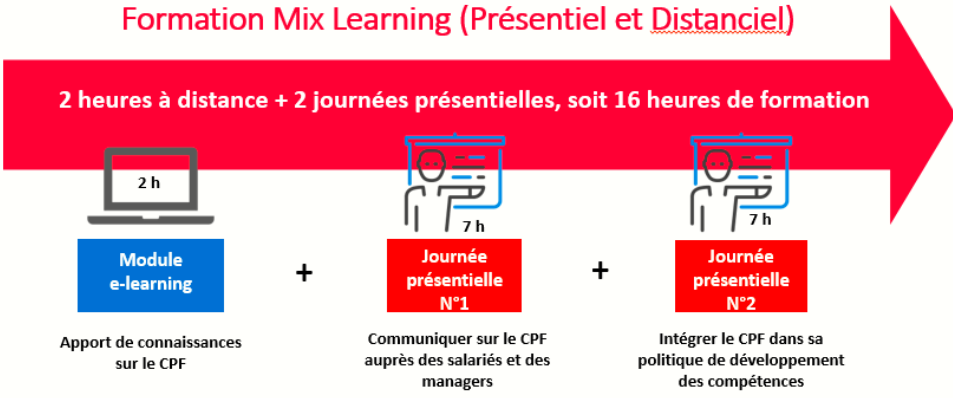 Formation Mix Learning (Présentiel et Distanciel)
2 heures à distance + 2 journées présentielles, soit 16 heures de formation
2 h
7 h
7 h
Module
e-learning
+
Journée
présentielle
N°1
+
Journée
présentielle
N°2
Apport de connaissances
sur le CPF
Communiquer sur le CPF
auprès des salariés et des
managers
Intégrer le CPF dans sa
politique de développement
des compétences